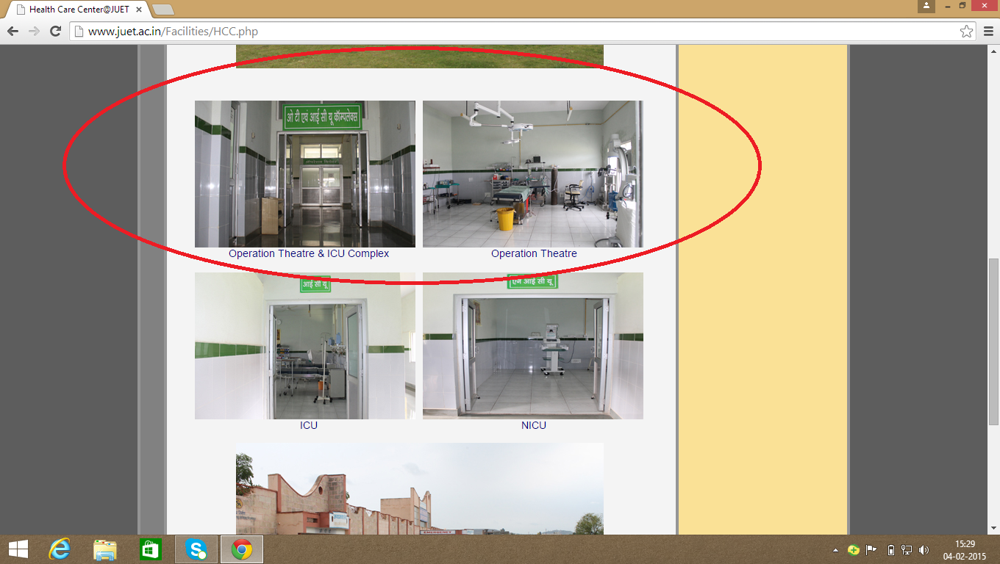 Health Care Center@JUET
www.juet.ac.in/Facilities/HCC.php
ओ टी एवं आई सी यू कॉम्पलेक्स
Operation Theatre & ICU Complex
Operation Theatre
आई सी यू
एन आई सी यू
ICU
NICU
EMERGENCY
15:29
04-02-2015